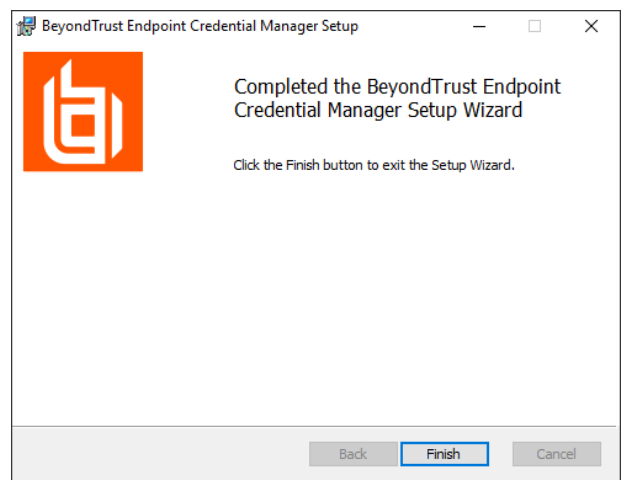 BeyondTrust Endpoint Credential Manager Setup
Completed the BeyondTrust Endpoint
Credential Manager Setup Wizard
Click the Finish button to exit the Setup Wizard.
Back Finish Cancel